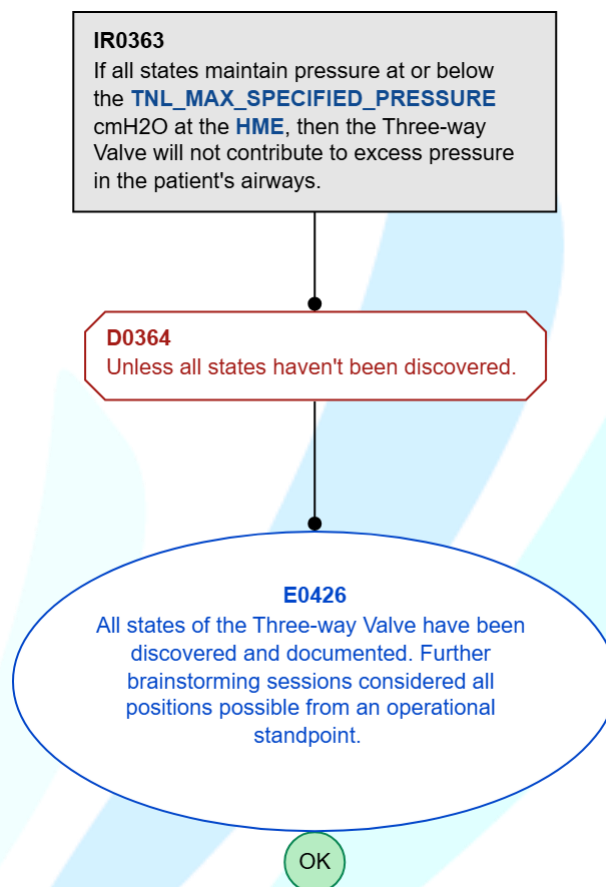 IR0363
If all states maintain pressure at or below
the TNL_MAX_SPECIFIED_PRESSURE
cmH2O at the HME, then the Three-way
Valve will not contribute to excess pressure
in the patient's airways.
D0364
Unless all states haven't been discovered.
E0426
All states of the Three-way Valve have been
discovered and documented. Further
brainstorming sessions considered all
positions possible from an operational
standpoint.
OK